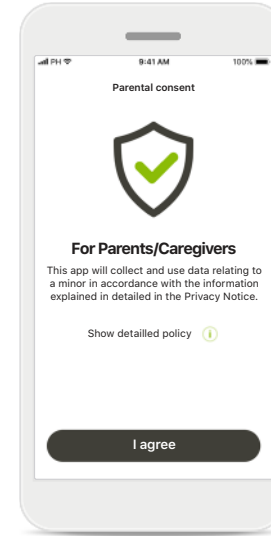 PH 9:41 AM 100%
Parental consent
For Parents/Caregivers
This app will collect and use data relating to
a minor in accordance with the information
explained in detailed in the Privacy Notice.
Show detailled policy i
I agree